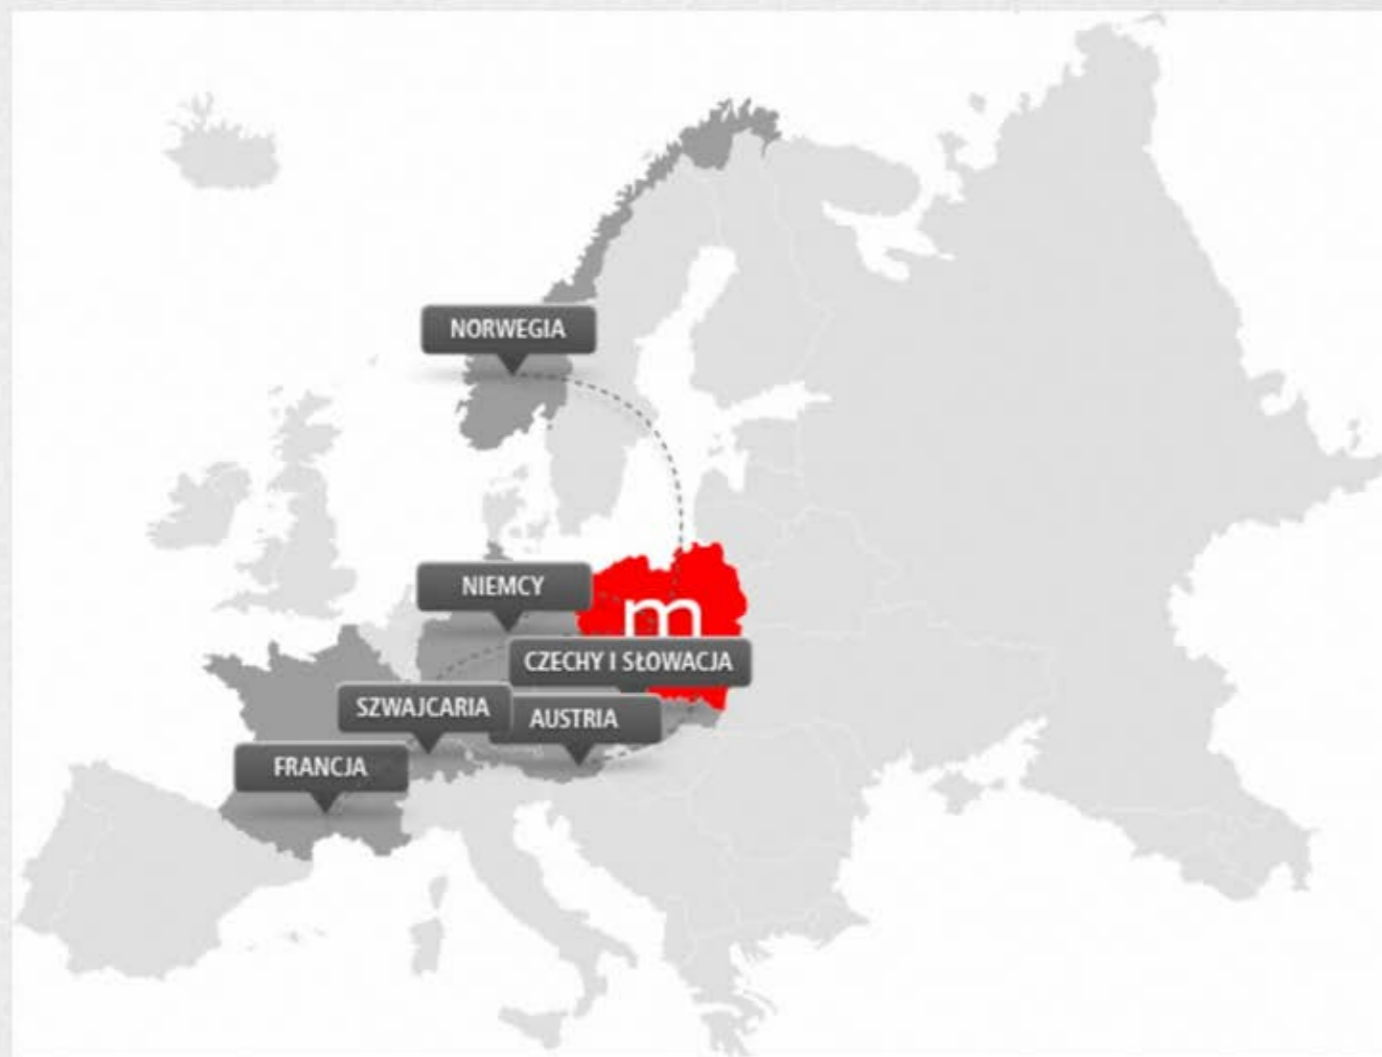 NORWEGIA
NIEMCY
m
CZECHY I SŁOWACJA
SZWAJCARIA
AUSTRIA
FRANCJA